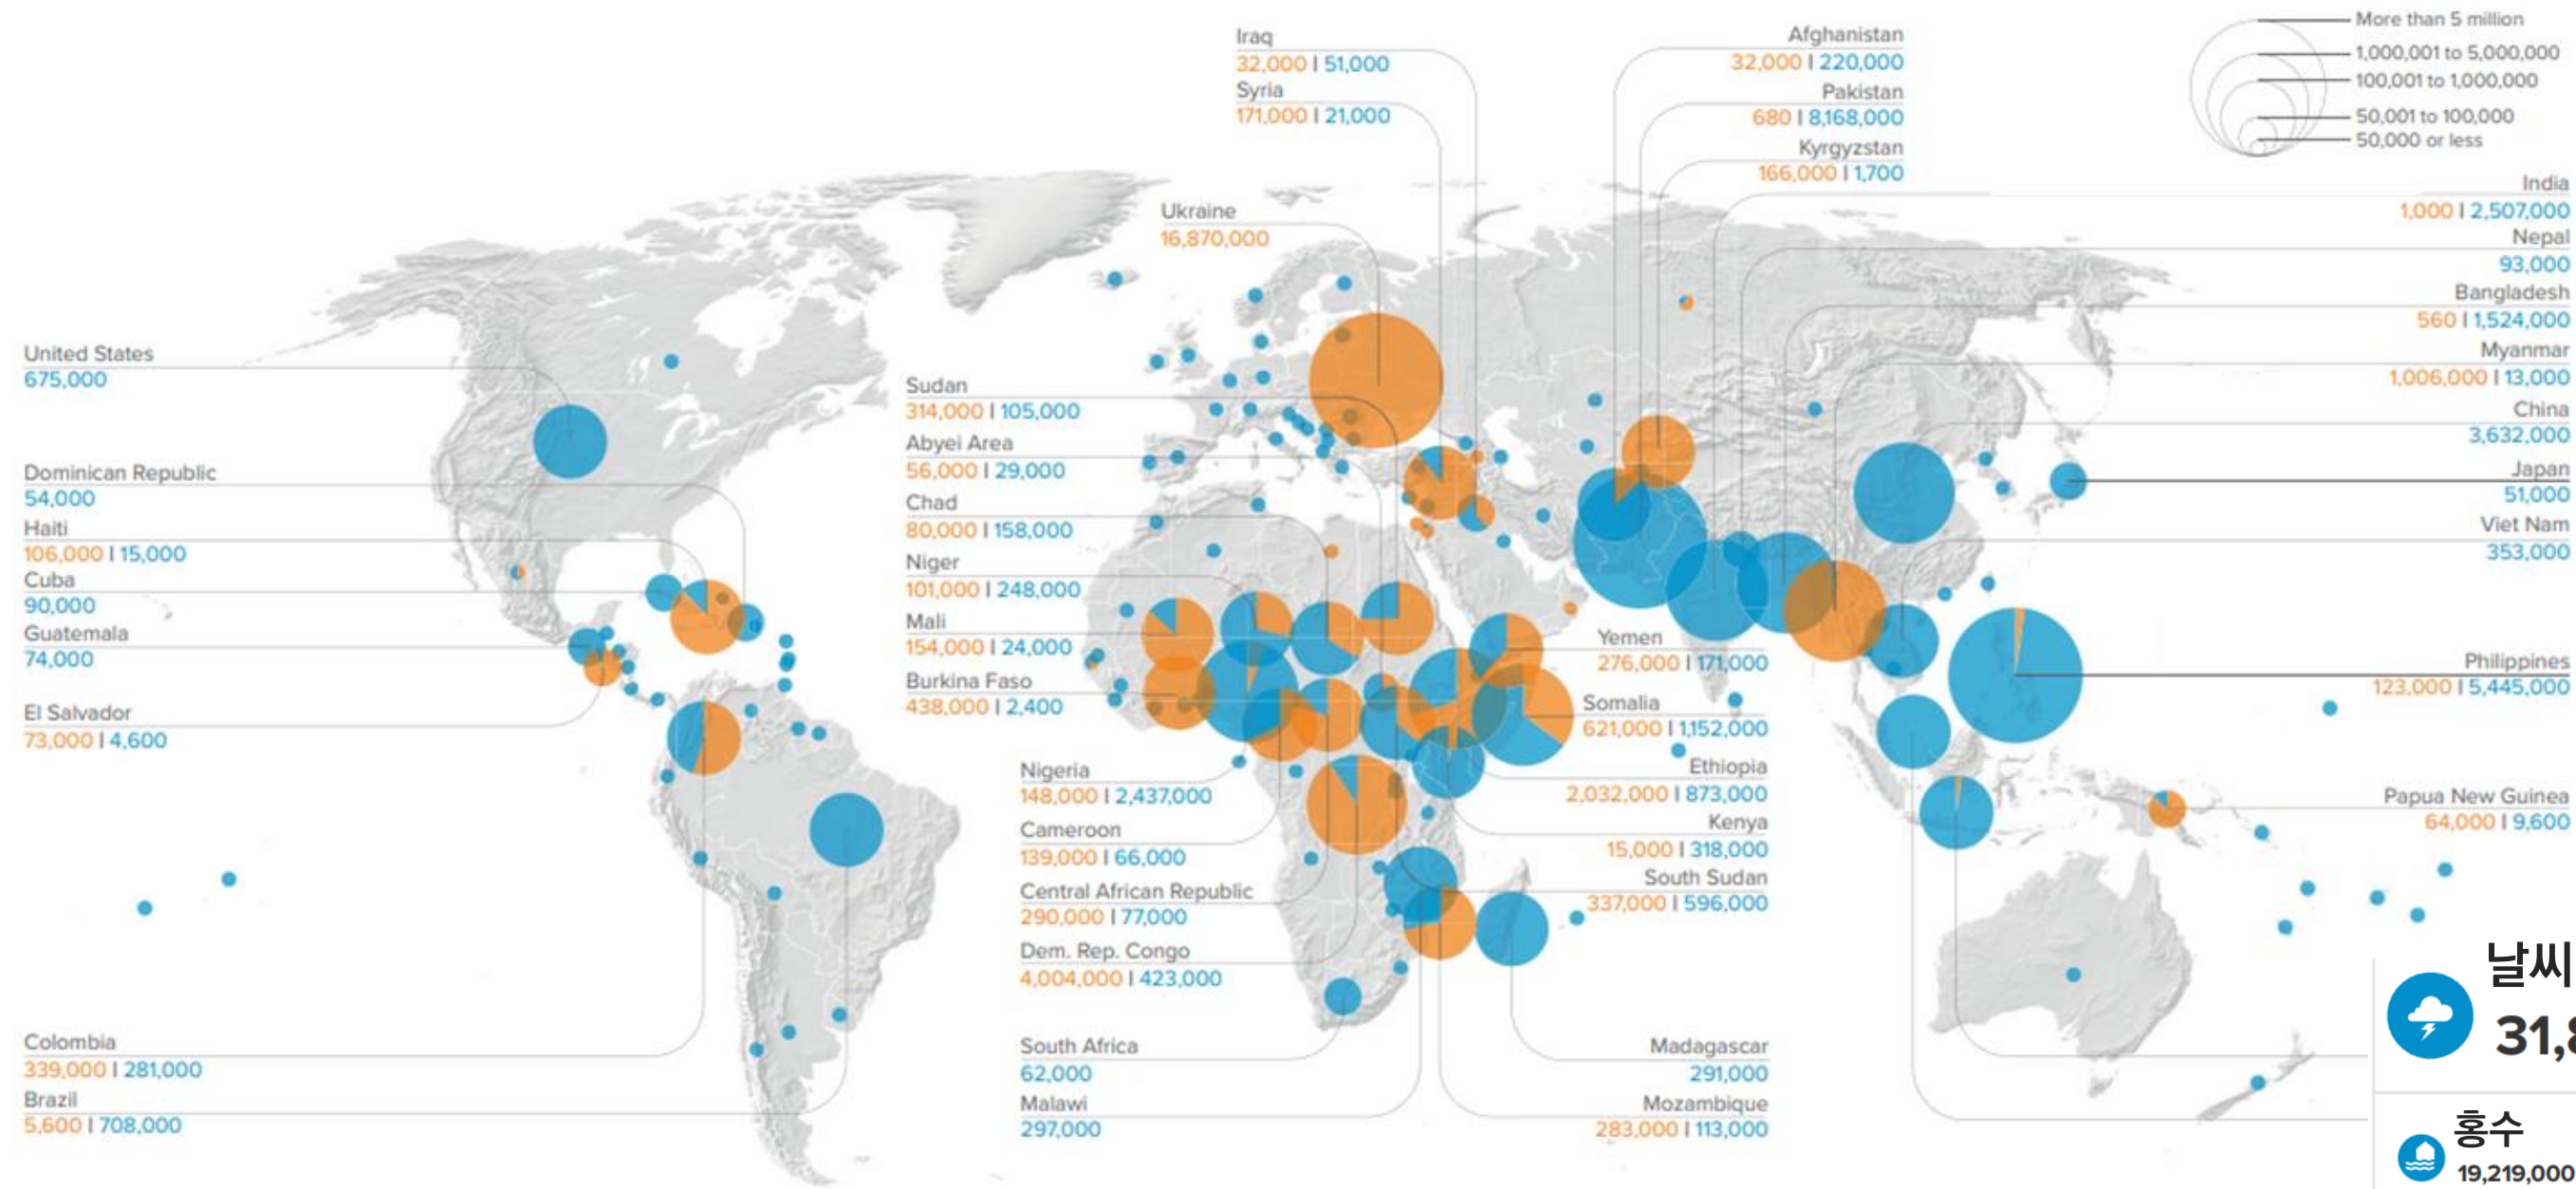 More than 5 million
1,000,001 to 5,000,000
100,001 to 1,000,000
50,001 to 100,000
50,000 or less
Iraq
32,000 | 51,000
Syria
171,000 | 21,000
Afghanistan
32,000 | 220,000
Pakistan
680 | 8,168,000
Kyrgyzstan
166,000 | 1,700
Ukraine
16,870,000
India
1,000 | 2,507,000
Nepal
93,000
Bangladesh
560 | 1,524,000
Myanmar
1,006,000 | 13,000
China
3,632,000
Japan
51,000
Viet Nam
353,000
Philippines
123,000 | 5,445,000
Papua New Guinea
64,000 | 9,600
United States
675,000
Dominican Republic
54,000
Haiti
106,000 | 15,000
Cuba
90,000
Guatemala
74,000
El Salvador
73,000 | 4,600
Colombia
339,000 | 281,000
Brazil
5,600 | 708,000
Sudan
314,000 | 105,000
Abyei Area
56,000 | 29,000
Chad
80,000 | 158,000
Niger
101,000 | 248,000
Mali
154,000 | 24,000
Burkina Faso
438,000 | 2,400
Nigeria
148,000 | 2,437,000
Cameroon
139,000 | 66,000
Central African Republic
290,000 | 77,000
Dem. Rep. Congo
4,004,000 | 423,000
South Africa
62,000
Malawi
297,000
Yemen
276,000 | 171,000
Somalia
621,000 | 1,152,000
Ethiopia
2,032,000 | 873,000
Kenya
15,000 | 318,000
South Sudan
337,000 | 596,000
Madagascar
291,000
Mozambique
283,000 | 113,000
날씨
홍수
19,219,000